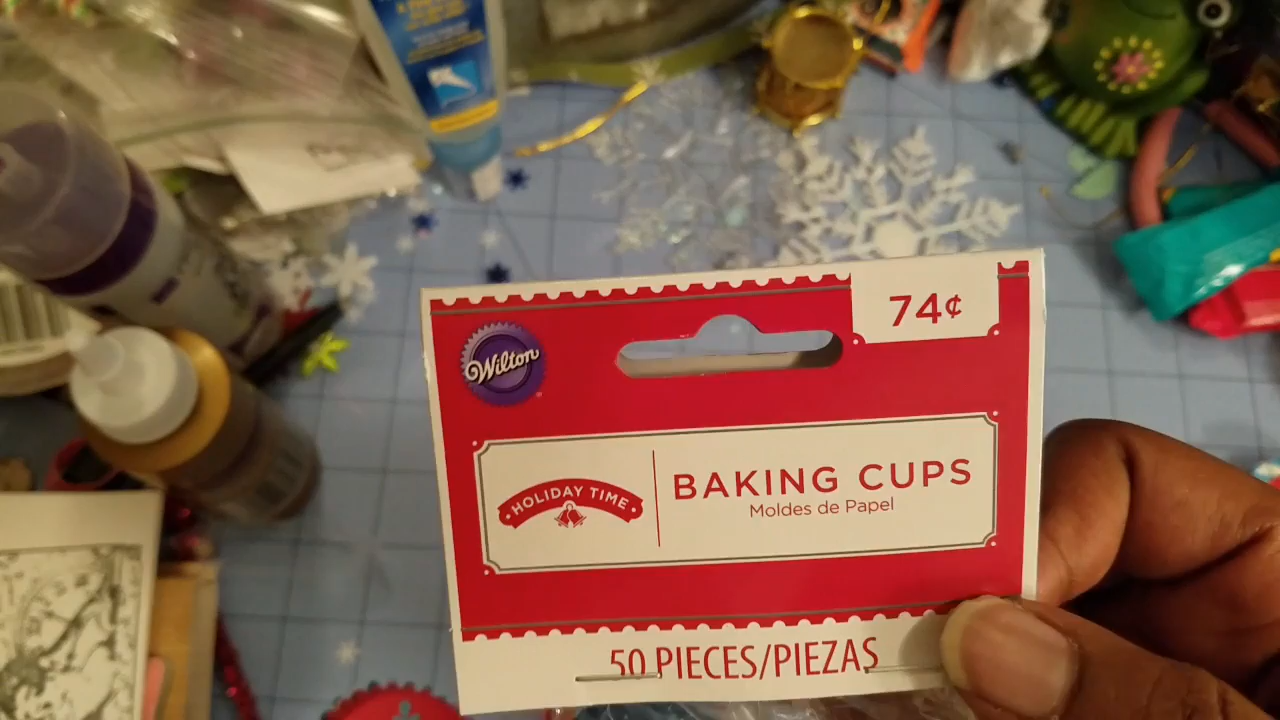 74¢
Wilton
HOLIDAY TIME
BAKING CUPS
Moldes de Papel
50 PIECES/PIEZAS